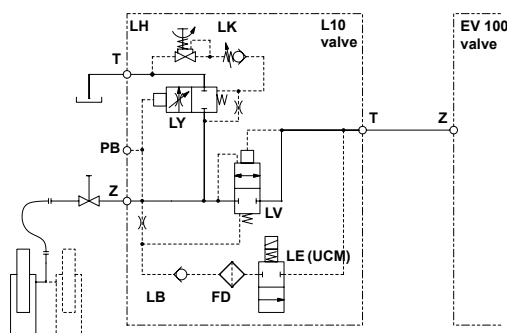 LH
LK
L10
valve
EV 100
valve
T
LY
PB
T
Z
Z
LV
LE (UCM)
LB
FD